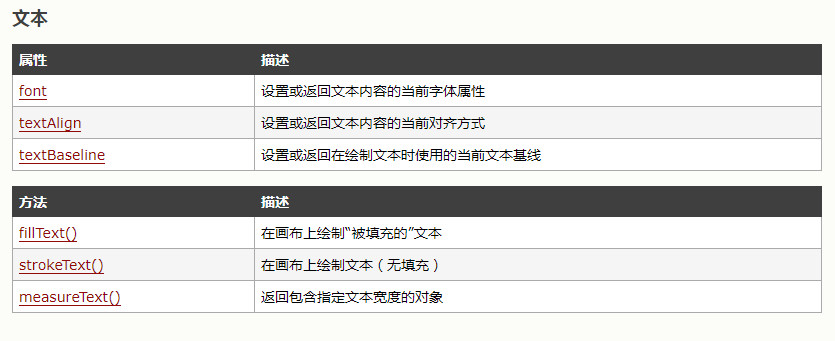 文本
属性 描述
font 设置或返回文本内容的当前字体属性
textAlign 设置或返回文本内容的当前对齐方式
textBaseline 设置或返回在绘制文本时使用的当前文本基线
方法 描述
fillText() 在画布上绘制“被填充的”文本
strokeText() 在画布上绘制文本（无填充）
measureText() 返回包含指定文本宽度的对象